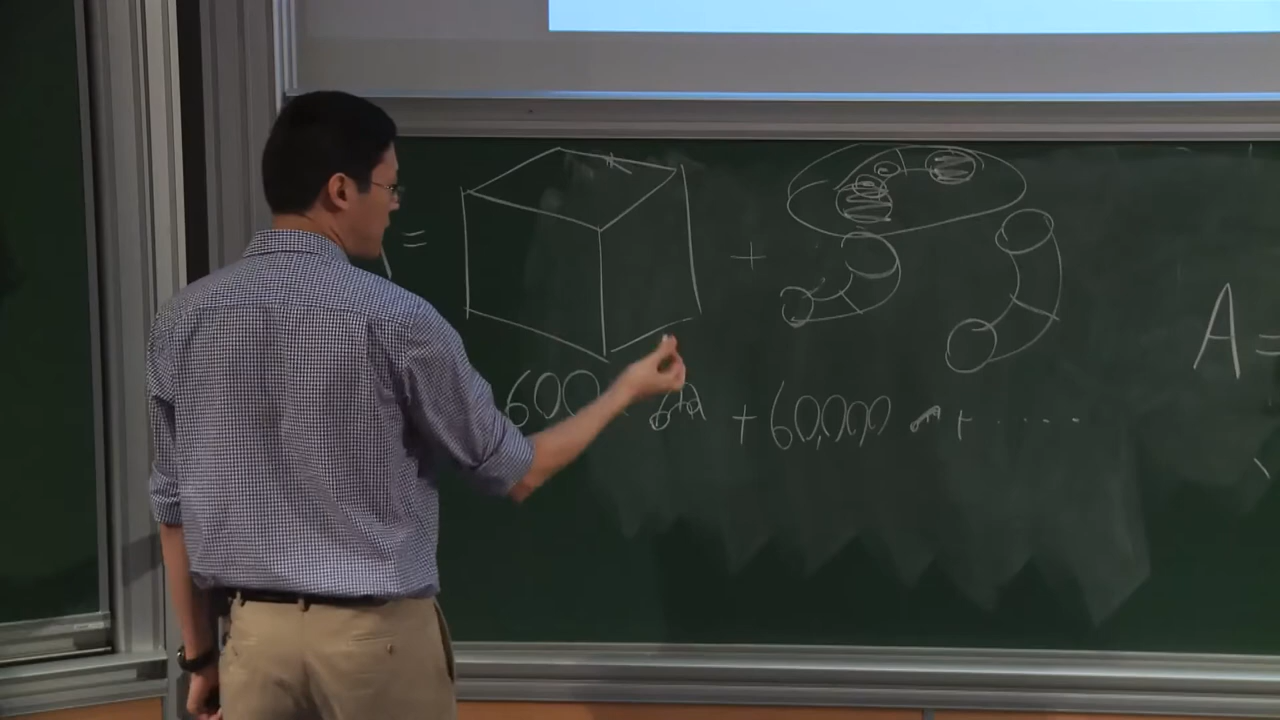 =
+
A =
600 + 60,000 + ......